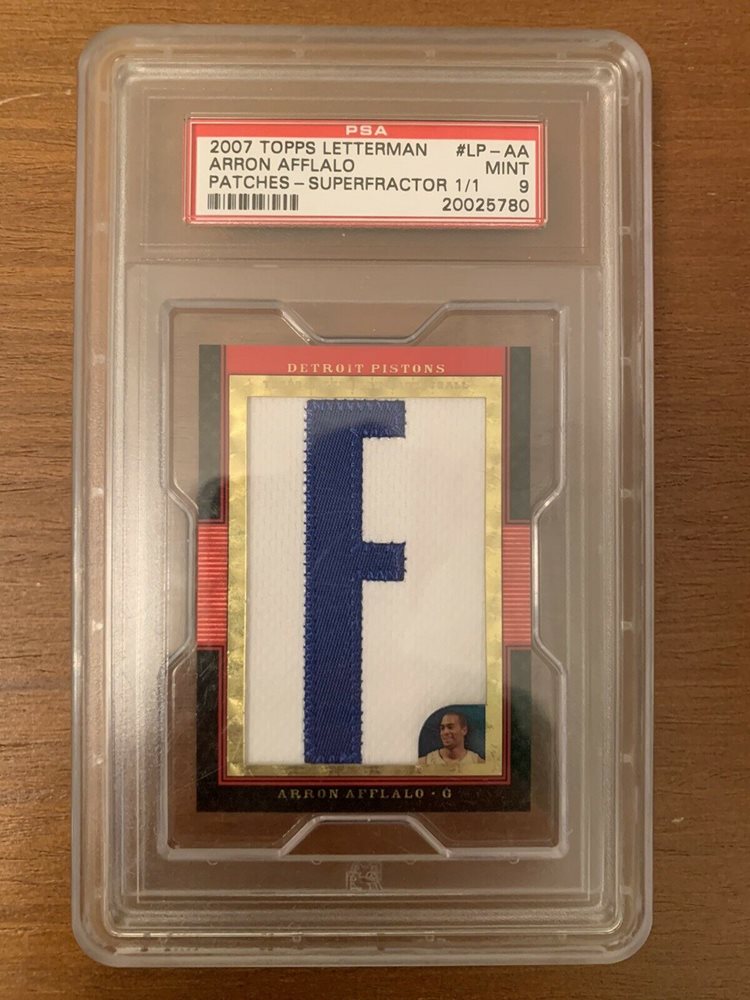 PSA
2007 TOPPS LETTERMAN #LP-AA
ARRON AFFLALO MINT
PATCHES-SUPERFRACTOR 1/1 9
20025780
DETROIT PISTONS
F
ARRON AFFLALO · G